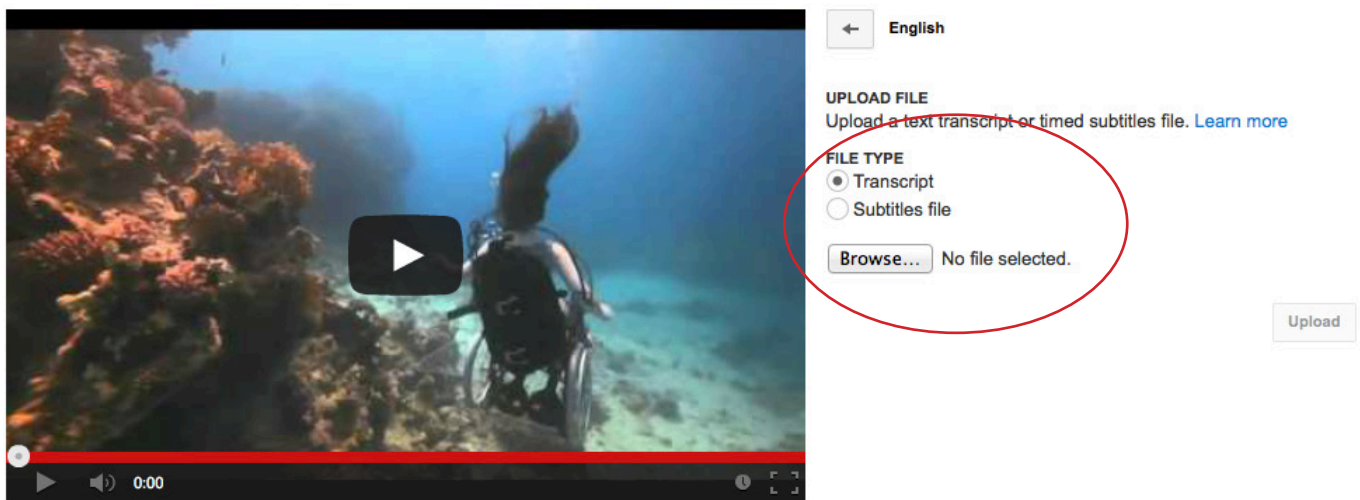 English
UPLOAD FILE
Upload a text transcript or timed subtitles file. Learn more
FILE TYPE
Transcript
Subtitles file
Browse... No file selected.
Upload
0:00